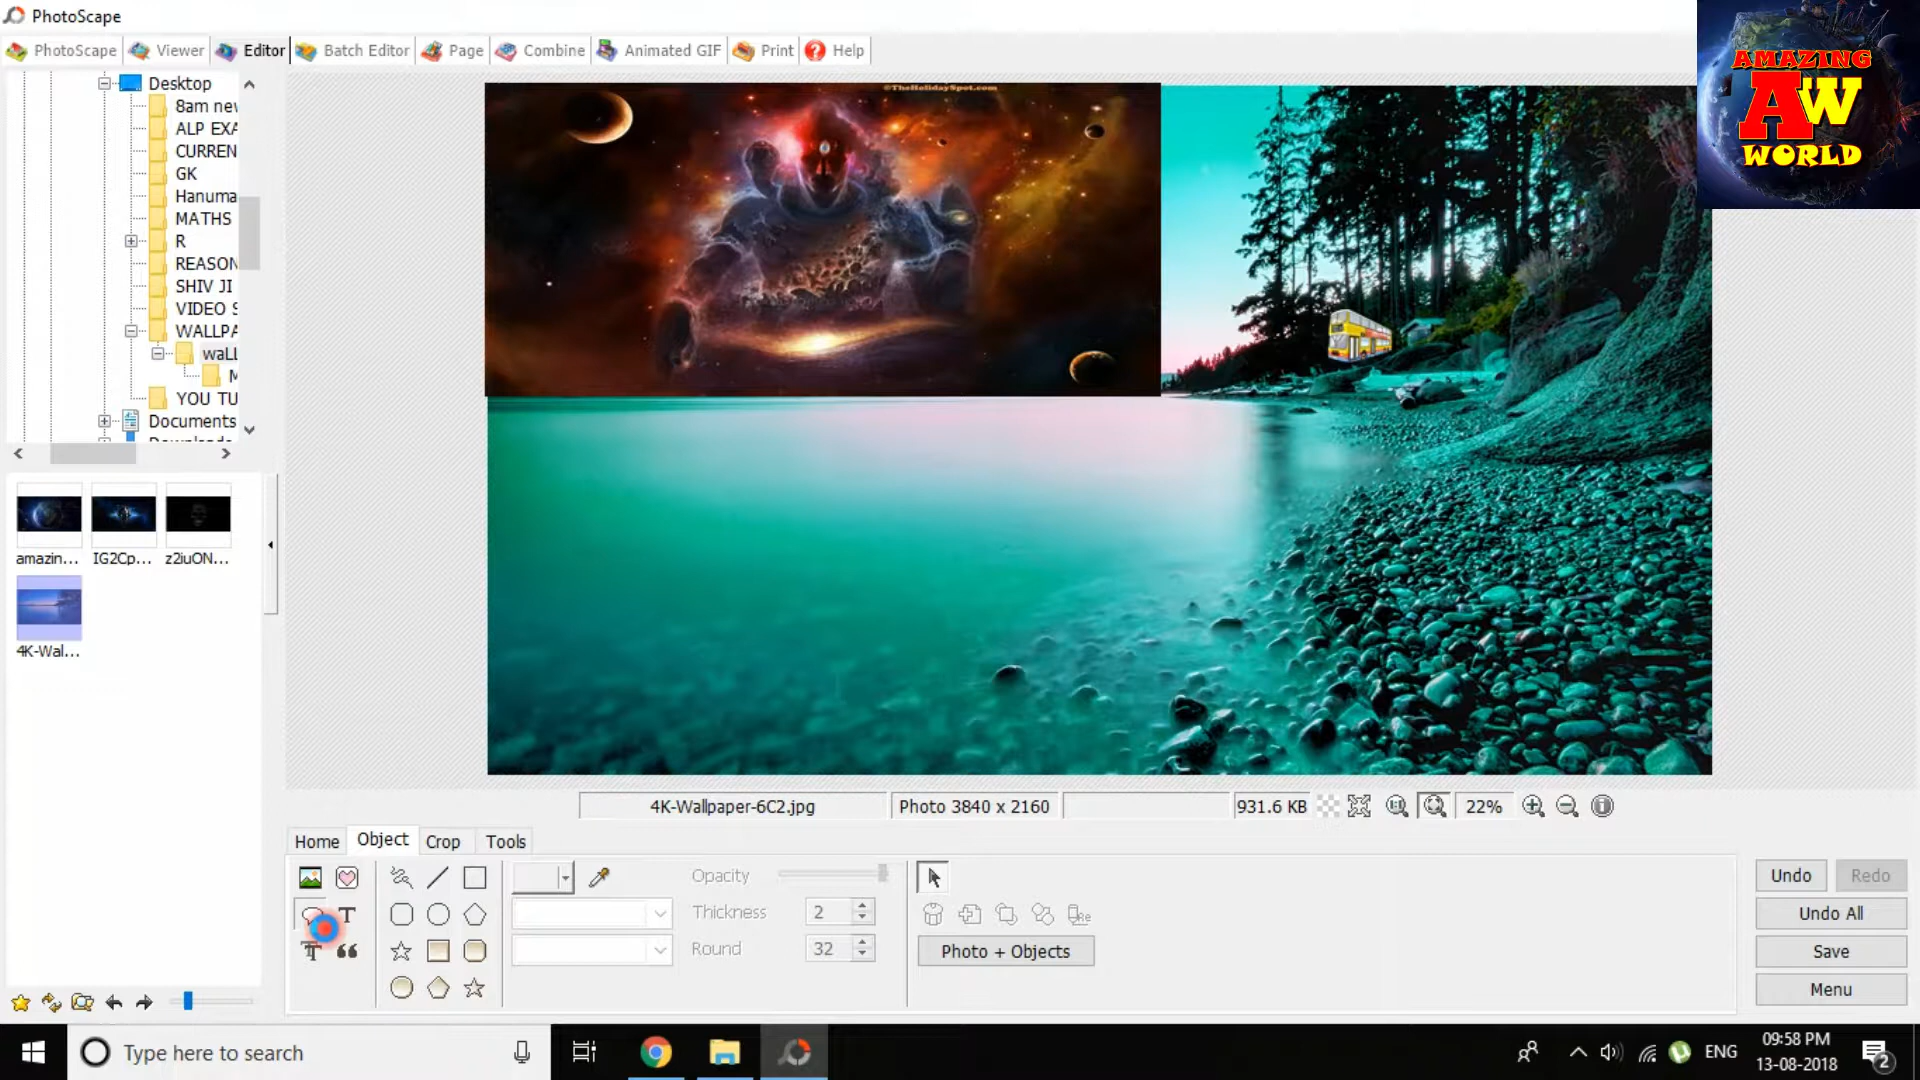 PhotoScape
PhotoScape
Viewer
Editor
Batch Editor
Page
Combine
Animated GIF
Print
Help
AMAZING
AW
WORLD
©TheHolidaySpot.com
Desktop
8am nev
ALP EXA
CURREN
GK
Hanuma
MATHS
R
REASON
SHIV JI
VIDEO S
WALLPA
waLL
M
YOU TU
Documents
amazin...
IG2Cp...
z2iuON...
4K-Wal...
4K-Wallpaper-6C2.jpg
Photo 3840 x 2160
931.6 KB
22%
Home
Object
Crop
Tools
Opacity
Thickness
2
Round
32
Photo + Objects
Undo
Redo
Undo All
Save
Menu
Type here to search
ENG
09:58 PM
13-08-2018
2